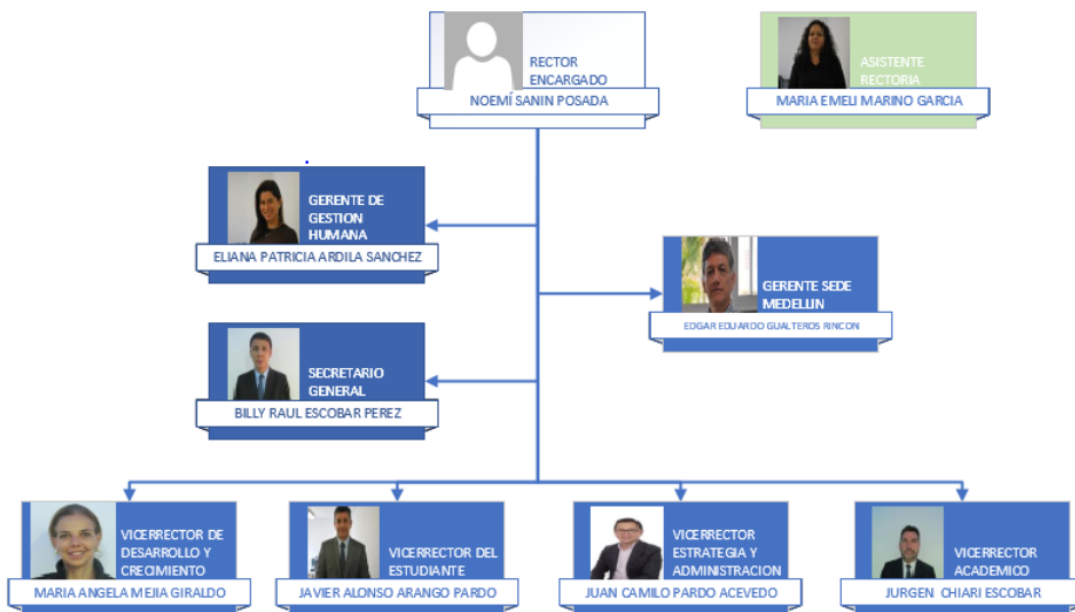 RECTOR
ENCARGADO
NOEMÍ SANIN POSADA
ASISTENTE
RECTORIA
MARIA EMELI MARINO GARCIA
GERENTE DE
GESTION
HUMANA
ELIANA PATRICIA ARDILA SANCHEZ
GERENTE SEDE
MEDELLIN
EDGAR EDUARDO GUALTEROS RINCON
SECRETARIO
GENERAL
BILLY RAUL ESCOBAR PEREZ
VICERRECTOR DE
DESARROLLO Y
CRECIMIENTO
MARIA ANGELA MEJIA GIRALDO
VICERRECTOR DEL
ESTUDIANTE
JAVIER ALONSO ARANGO PARDO
VICERRECTOR
ESTRATEGIA Y
ADMINISTRACION
JUAN CAMILO PARDO ACEVEDO
VICERRECTOR
ACADEMICO
JURGEN CHIARI ESCOBAR